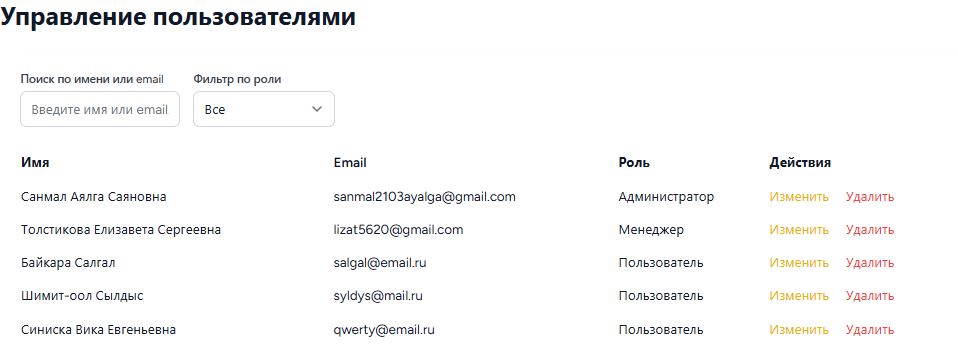 Управление пользователями
Поиск по имени или email Фильтр по роли
Введите имя или email Все
Имя Email Роль Действия
Санмал Аялга Саяновна sanmal2103ayalga@gmail.com Администратор Изменить Удалить
Толстикова Елизавета Сергеевна lizat5620@gmail.com Менеджер Изменить Удалить
Байкара Салгал salgal@email.ru Пользователь Изменить Удалить
Шимит-оол Сылдыс syldys@mail.ru Пользователь Изменить Удалить
Синиска Вика Евгеньевна qwerty@email.ru Пользователь Изменить Удалить